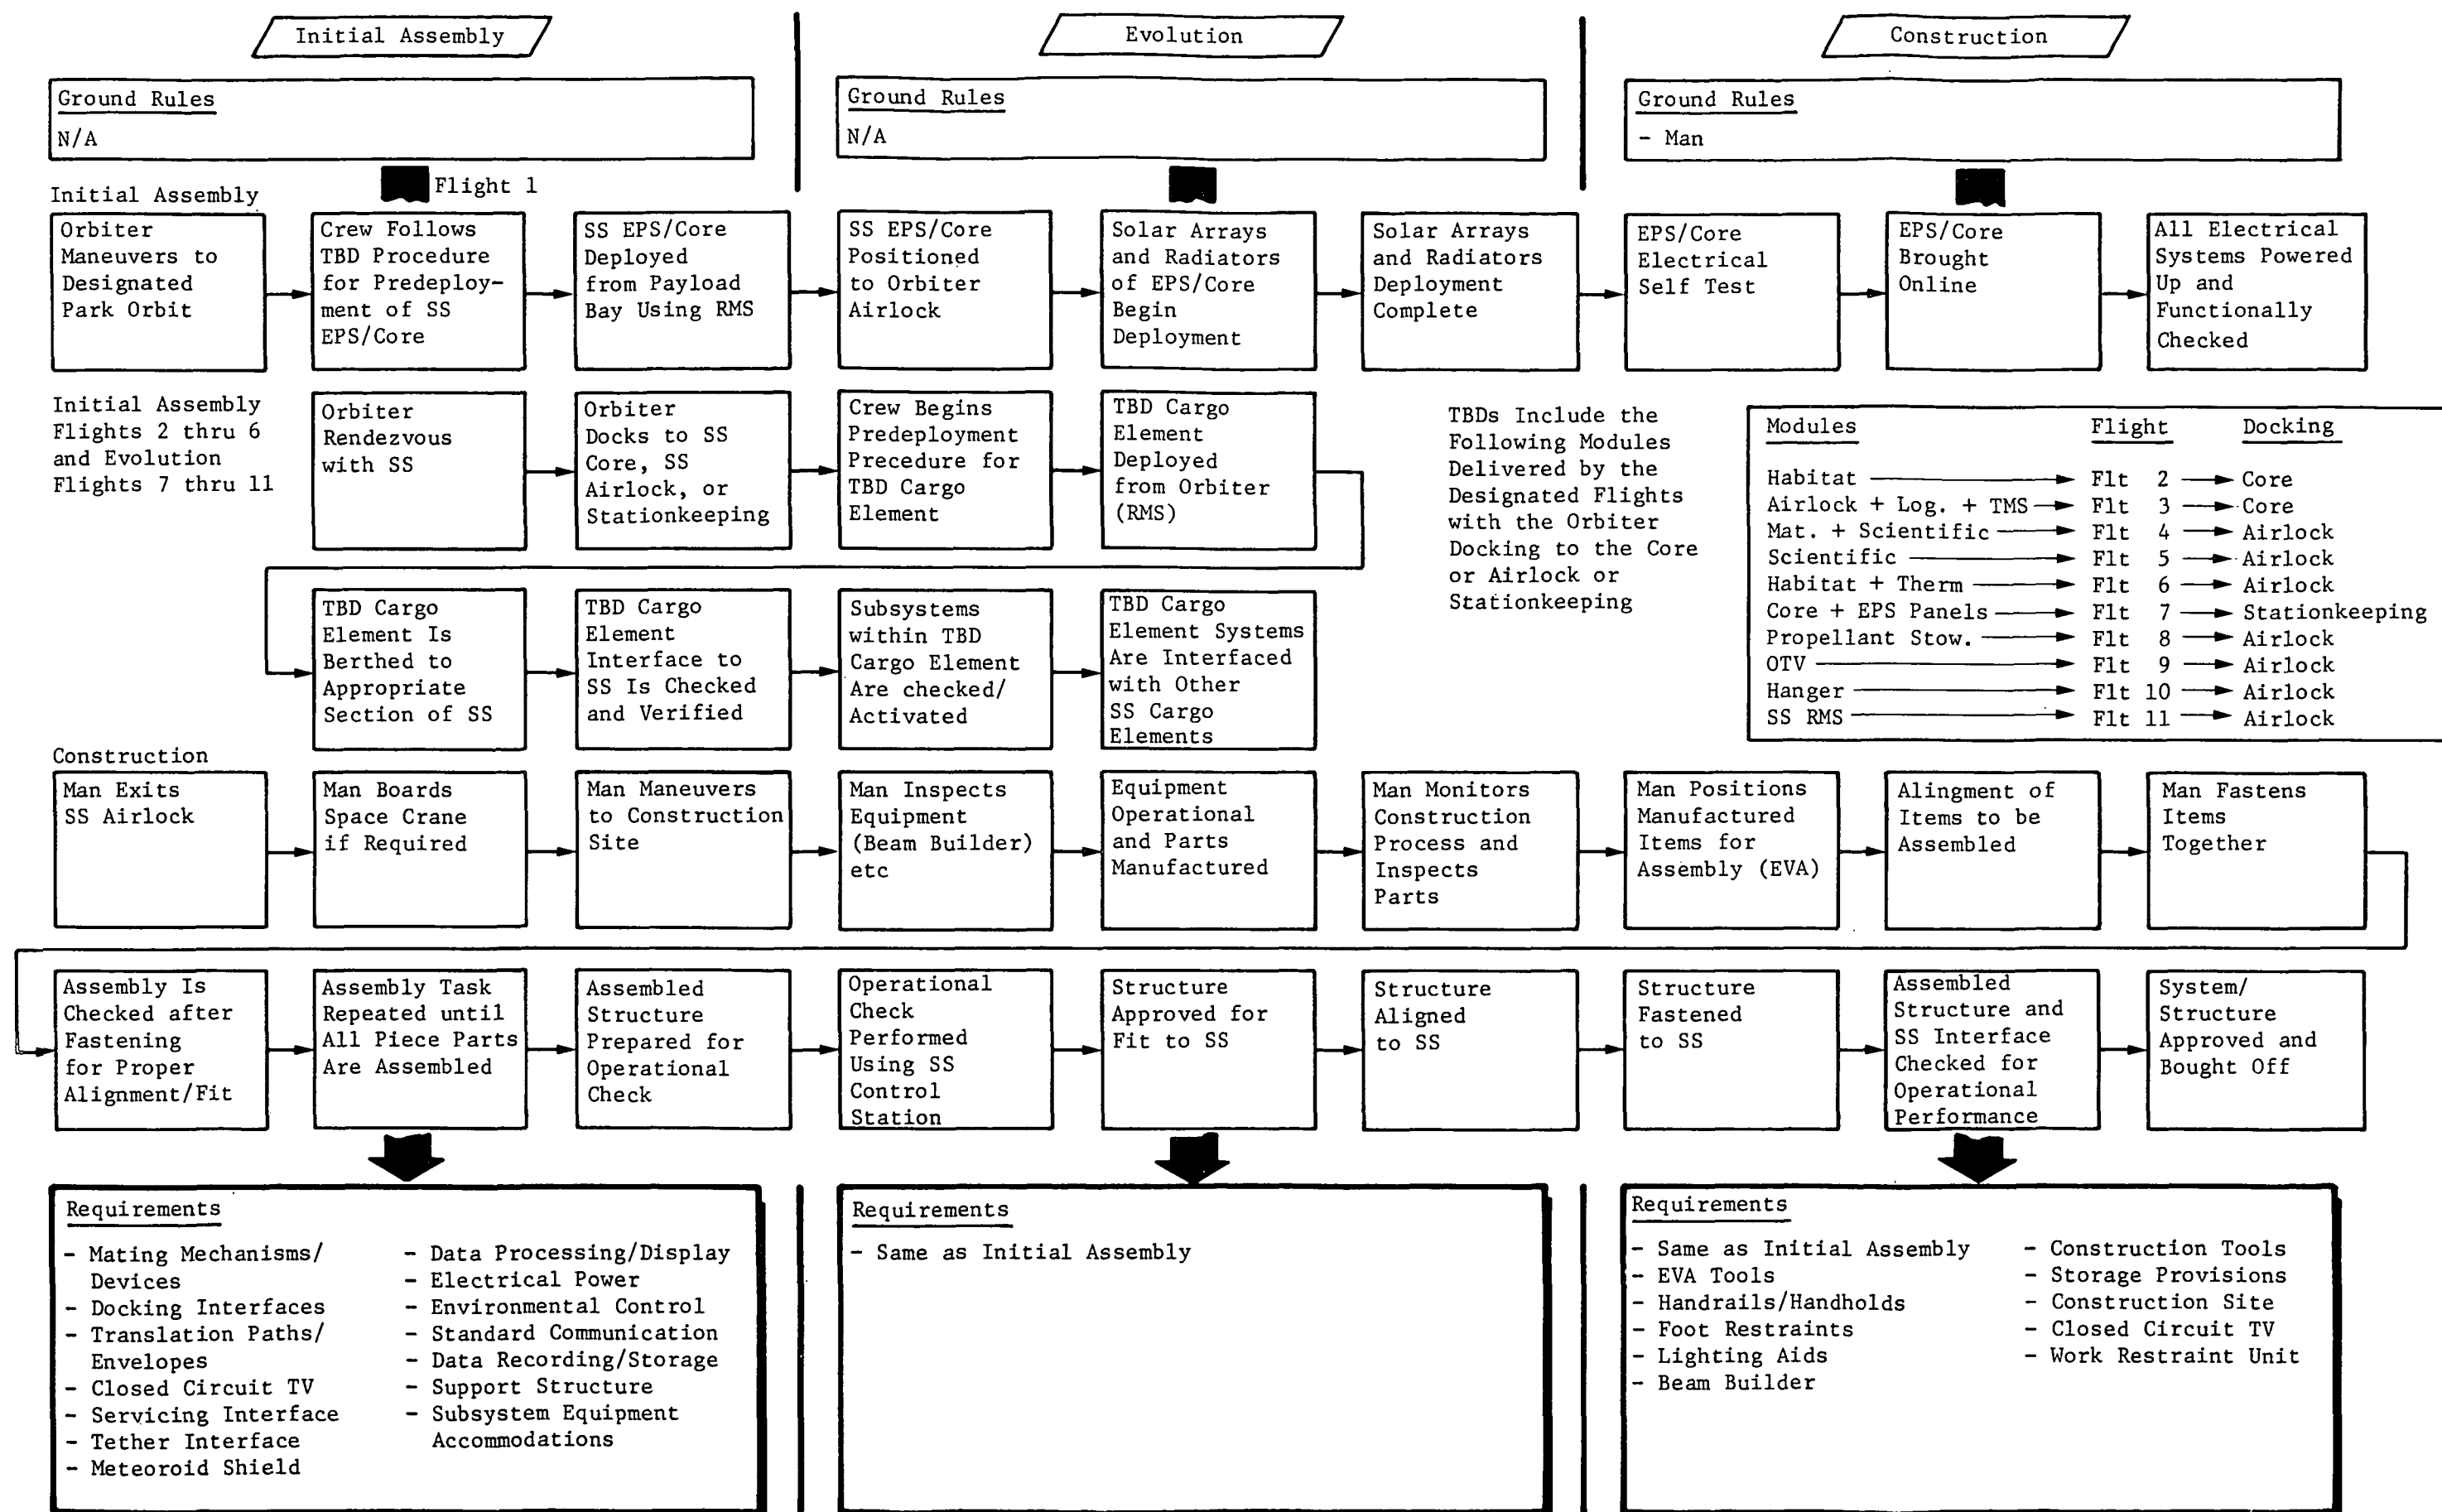 Initial Assembly
Evolution
Construction
Ground Rules
N/A
Ground Rules
N/A
Ground Rules
- Man
Flight 1
Initial Assembly
Orbiter
Maneuvers to
Designated
Park Orbit
Crew Follows
TBD Procedure
for Predeploy-
ment of SS
EPS/Core
SS EPS/Core
Deployed
from Payload
Bay Using RMS
SS EPS/Core
Positioned
to Orbiter
Airlock
Solar Arrays
and Radiators
of EPS/Core
Begin
Deployment
Solar Arrays
and Radiators
Deployment
Complete
EPS/Core
Electrical
Self Test
EPS/Core
Brought
Online
All Electrical
Systems Powered
Up and
Functionally
Checked
Initial Assembly
Flights 2 thru 6
and Evolution
Flights 7 thru 11
Orbiter
Rendezvous
with SS
Orbiter
Docks to SS
Core, SS
Airlock, or
Stationkeeping
Crew Begins
Predeployment
Precedure for
TBD Cargo
Element
TBD Cargo
Element
Deployed
from Orbiter
(RMS)
TBDs Include the
Following Modules
Delivered by the
Designated Flights
with the Orbiter
Docking to the Core
or Airlock or
Stationkeeping
Modules Flight Docking
Habitat Flt 2 Core
Airlock + Log. + TMS Flt 3 Core
Mat. + Scientific Flt 4 Airlock
Scientific Flt 5 Airlock
Habitat + Therm Flt 6 Airlock
Core + EPS Panels Flt 7 Stationkeeping
Propellant Stow. Flt 8 Airlock
OTV Flt 9 Airlock
Hanger Flt 10 Airlock
SS RMS Flt 11 Airlock
TBD Cargo
Element Is
Berthed to
Appropriate
Section of SS
TBD Cargo
Element
Interface to
SS Is Checked
and Verified
Subsystems
within TBD
Cargo Element
Are checked/
Activated
TBD Cargo
Element Systems
Are Interfaced
with Other
SS Cargo
Elements
Construction
Man Exits
SS Airlock
Man Boards
Space Crane
if Required
Man Maneuvers
to Construction
Site
Man Inspects
Equipment
(Beam Builder)
etc
Equipment
Operational
and Parts
Manufactured
Man Monitors
Construction
Process and
Inspects
Parts
Man Positions
Manufactured
Items for
Assembly (EVA)
Alingment of
Items to be
Assembled
Man Fastens
Items
Together
Assembly Is
Checked after
Fastening
for Proper
Alignment/Fit
Assembly Task
Repeated until
All Piece Parts
Are Assembled
Assembled
Structure
Prepared for
Operational
Check
Operational
Check
Performed
Using SS
Control
Station
Structure
Approved for
Fit to SS
Structure
Aligned
to SS
Structure
Fastened
to SS
Assembled
Structure and
SS Interface
Checked for
Operational
Performance
System/
Structure
Approved and
Bought Off
Requirements
- Mating Mechanisms/
Devices
- Docking Interfaces
- Translation Paths/
Envelopes
- Closed Circuit TV
- Servicing Interface
- Tether Interface
- Meteoroid Shield
- Data Processing/Display
- Electrical Power
- Environmental Control
- Standard Communication
- Data Recording/Storage
- Support Structure
- Subsystem Equipment
Accommodations
Requirements
- Same as Initial Assembly
Requirements
- Same as Initial Assembly
- EVA Tools
- Handrails/Handholds
- Foot Restraints
- Lighting Aids
- Beam Builder
- Construction Tools
- Storage Provisions
- Construction Site
- Closed Circuit TV
- Work Restraint Unit